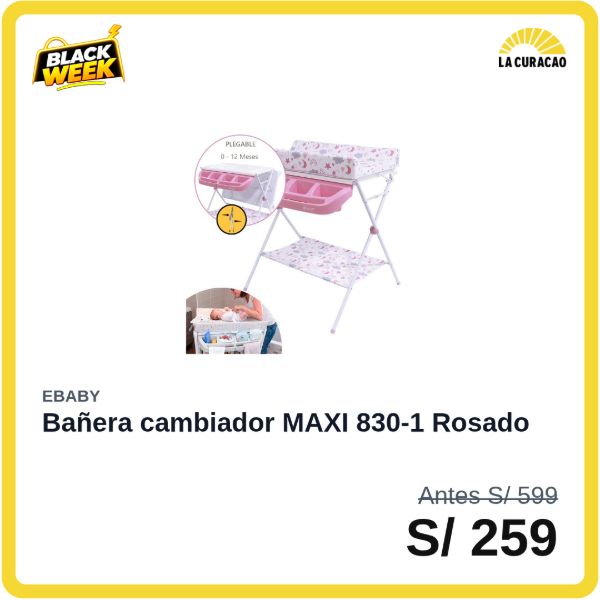 BLACK
WEEK
LA CURACAO
PLEGABLE
0 - 12 Meses
EBABY
Bañera cambiador MAXI 830-1 Rosado
Antes S/ 599
S/ 259